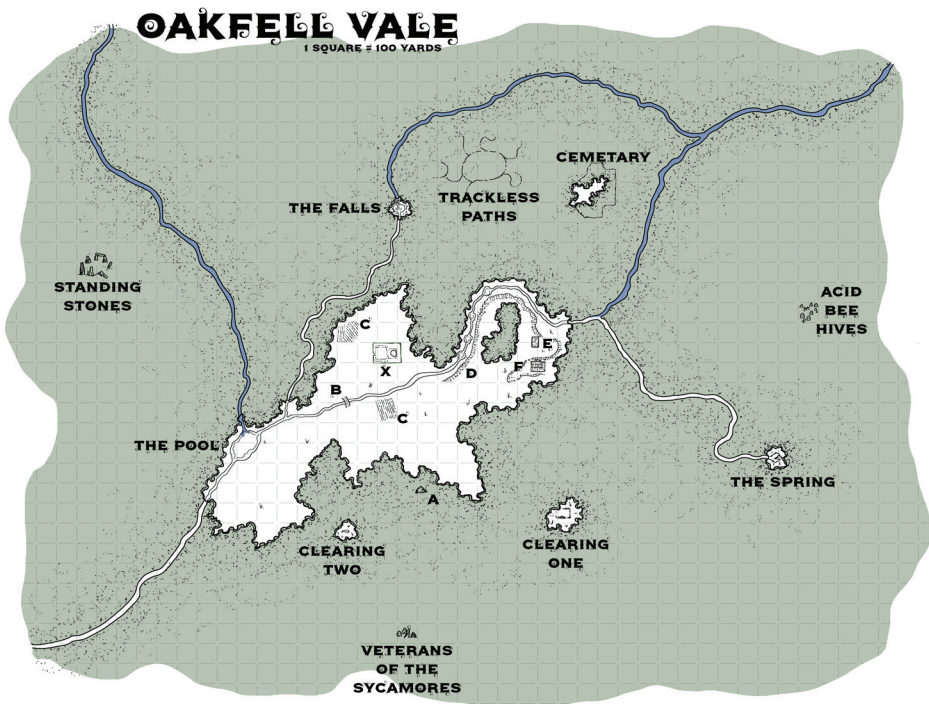 OAKFELL VALE
1 SQUARE = 100 YARDS
CEMETARY
TRACKLESS
PATHS
THE FALLS
STANDING
STONES
ACID
BEE
HIVES
C
X
E
F
D
B
C
THE POOL
THE SPRING
A
CLEARING
TWO
CLEARING
ONE
VETERANS
OF THE
SYCAMORES